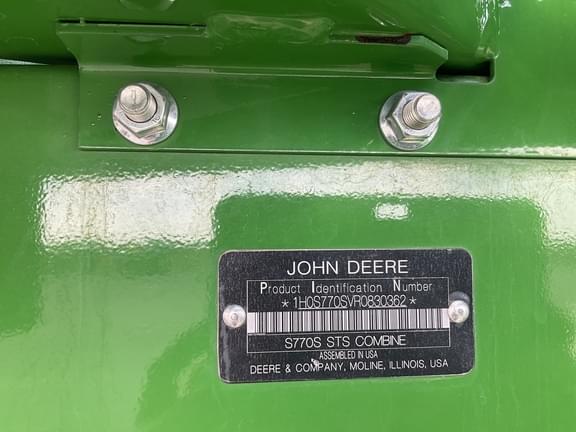 JOHN DEERE
Product Identification Number
*1H0S770SVR0830362*
S770S STS COMBINE
ASSEMBLED IN USA
DEERE & COMPANY, MOLINE, ILLINOIS, USA